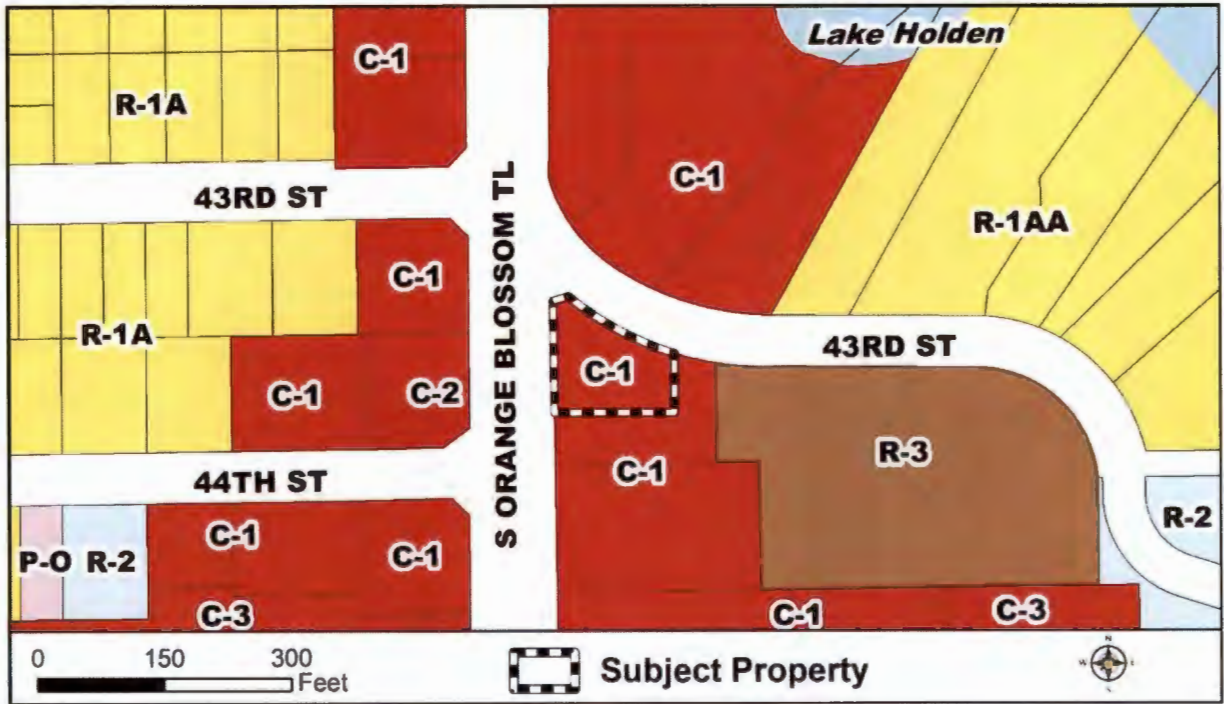 Lake Holden
C-1
R-1A
43RD ST
C-1
R-1AA
S ORANGE BLOSSOM TL
C-1
R-1A
C-1
C-2
C-1
43RD ST
C-1
R-3
44TH ST
R-2
C-1
C-1
P-O
R-2
C-3
C-1
C-3
0 150 300
Feet
Subject Property
N
W E
S